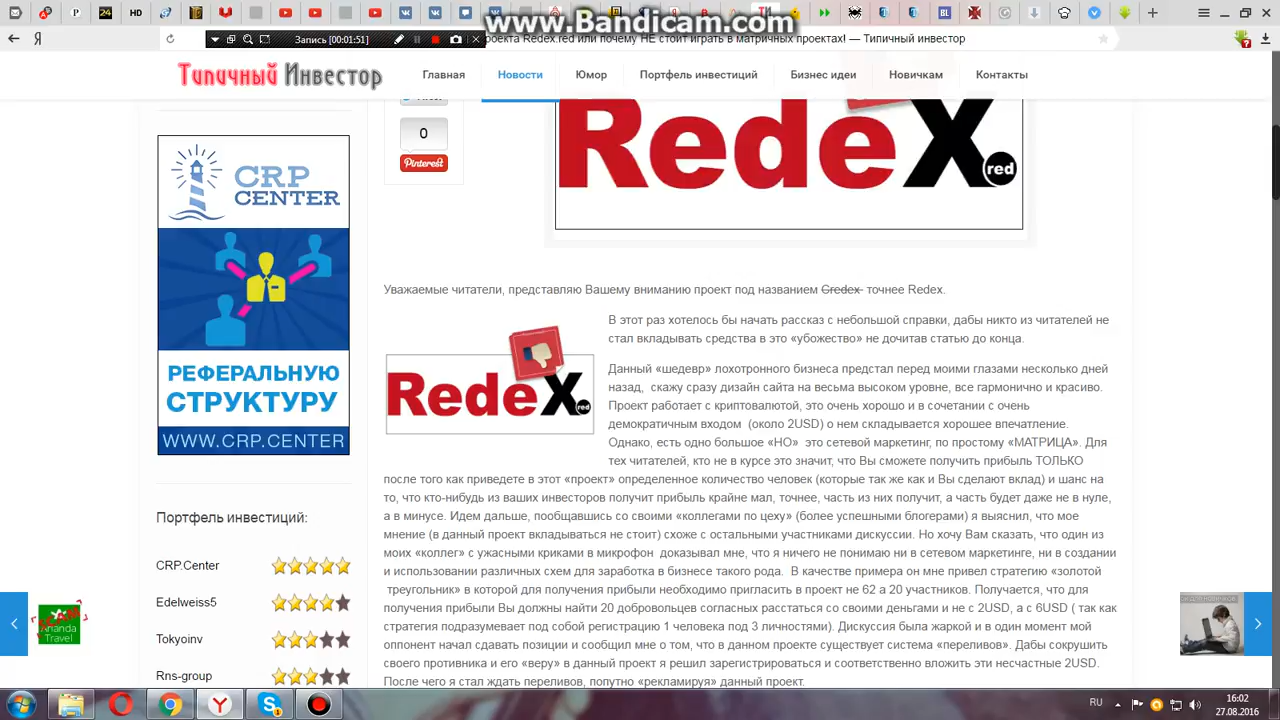 www.Bandicam.com
Запись [00:01:51]
роекта Redex.red или почему НЕ стоит играть в матричных проектах! — Типичный инвестор
Типичный Инвестор
Главная
Новости
Юмор
Портфель инвестиций
Бизнес идеи
Новичкам
Контакты
0
Pinterest
RedeX
red
CRP
CENTER
РЕФЕРАЛЬНУЮ
СТРУКТУРУ
WWW.CRP.CENTER
Портфель инвестиций:
CRP.Center
Edelweiss5
Tokyoinv
Rns-group
Уважаемые читатели, представляю Вашему вниманию проект под названием Credex точнее Redex.
RedeX
red
В этот раз хотелось бы начать рассказ с небольшой справки, дабы никто из читателей не
стал вкладывать средства в это «убожество» не дочитав статью до конца.
Данный «шедевр» лохотронного бизнеса предстал перед моими глазами несколько дней
назад, скажу сразу дизайн сайта на весьма высоком уровне, все гармонично и красиво.
Проект работает с криптовалютой, это очень хорошо и в сочетании с очень
демократичным входом (около 2USD) о нем складывается хорошее впечатление.
Однако, есть одно большое «НО» это сетевой маркетинг, по простому «МАТРИЦА». Для
тех читателей, кто не в курсе это значит, что Вы сможете получить прибыль ТОЛЬКО
после того как приведете в этот «проект» определенное количество человек (которые так же как и Вы сделают вклад) и шанс на
то, что кто-нибудь из ваших инвесторов получит прибыль крайне мал, точнее, часть из них получит, а часть будет даже не в нуле,
а в минусе. Идем дальше, пообщавшись со своими «коллегами по цеху» (более успешными блогерами) я выяснил, что мое
мнение (в данный проект вкладываться не стоит) схоже с остальными участниками дискуссии. Но хочу Вам сказать, что один из
моих «коллег» с ужасными криками в микрофон доказывал мне, что я ничего не понимаю ни в сетевом маркетинге, ни в создании
и использовании различных схем для заработка в бизнесе такого рода. В качестве примера он мне привел стратегию «золотой
треугольник» в которой для получения прибыли необходимо пригласить в проект не 62 а 20 участников. Получается, что для
получения прибыли Вы должны найти 20 добровольцев согласных расстаться со своими деньгами и не с 2USD, а с 6USD ( так как
стратегия подразумевает под собой регистрацию 1 человека под 3 личностями). Дискуссия была жаркой и в один момент мой
оппонент начал сдавать позиции и сообщил мне о том, что в данном проекте существует система «переливов». Дабы сокрушить
своего противника и его «веру» в данный проект я решил зарегистрироваться и соответственно вложить эти несчастные 2USD.
После чего я стал ждать переливов, попутно «рекламируя» данный проект.
Ananda
Travel
RU
16:02
27.08.2016